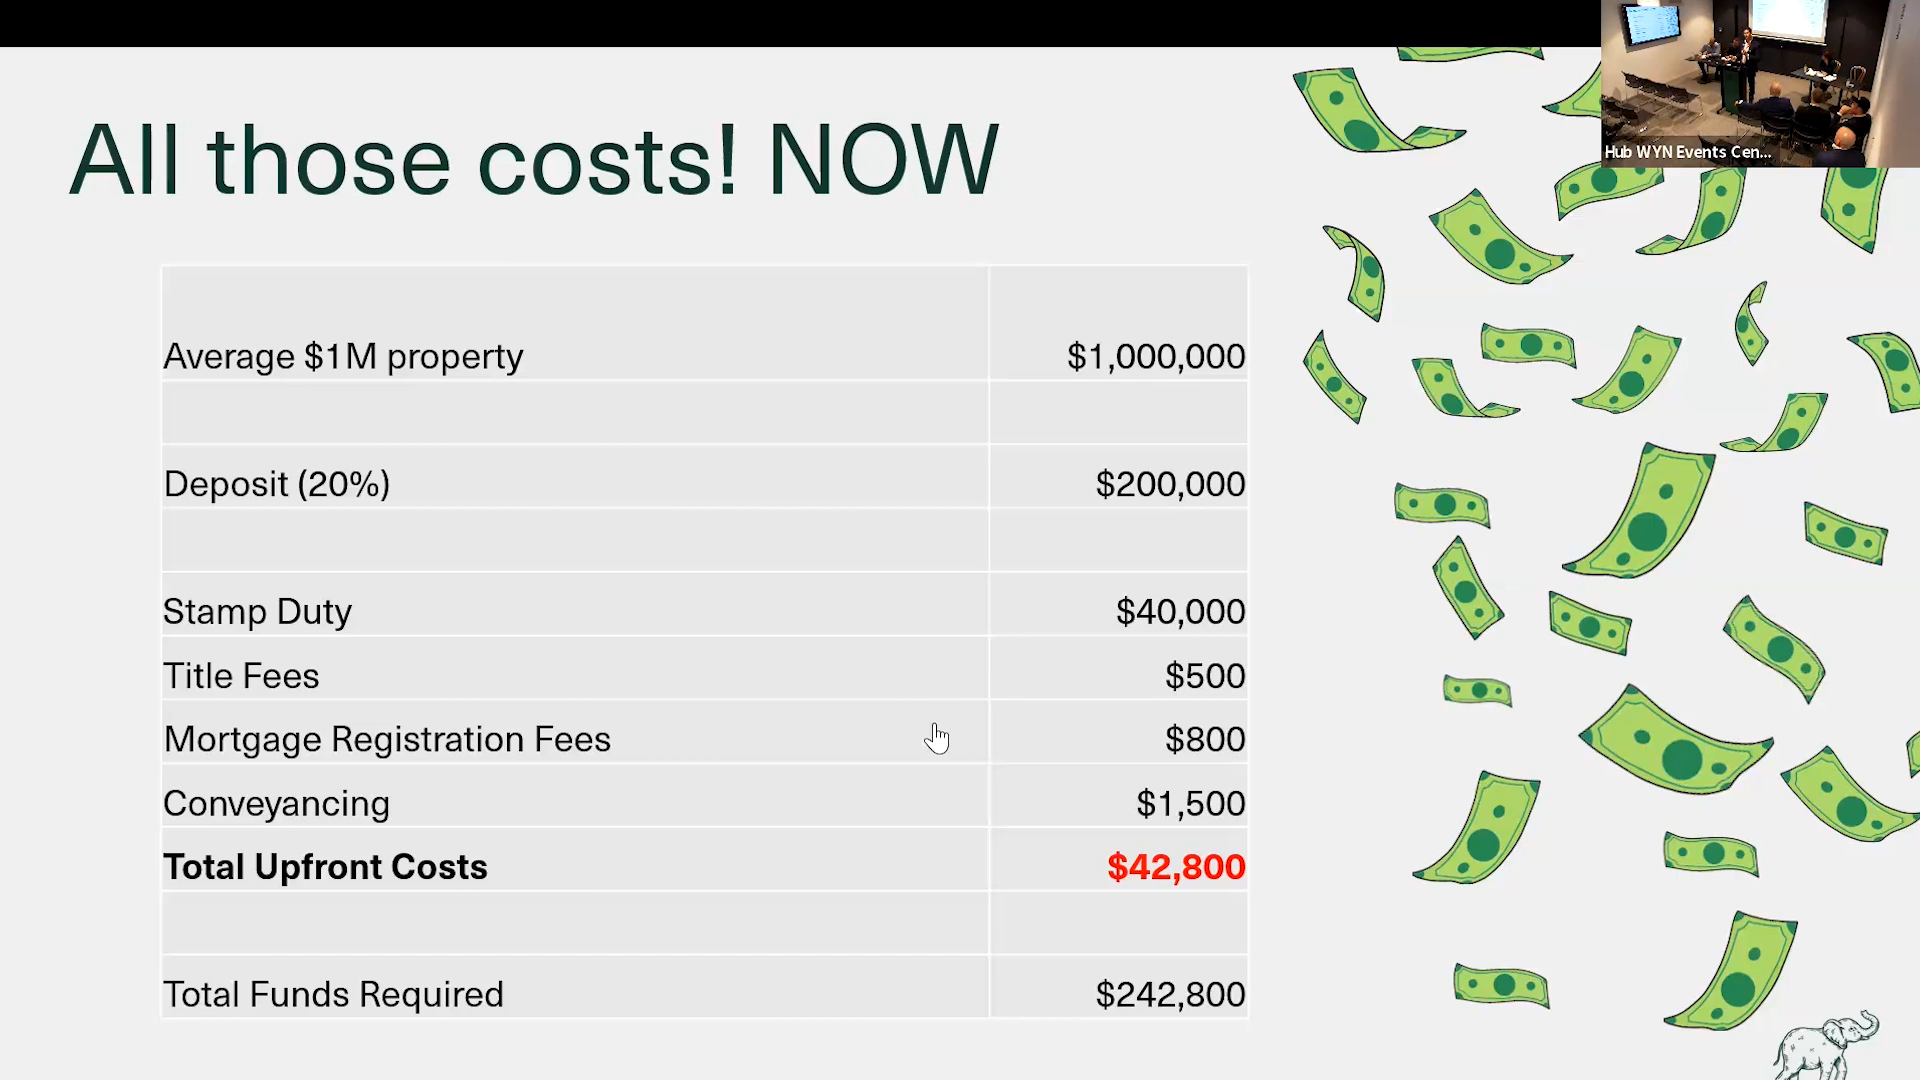 All those costs! NOW
Hub WYN Events Cen...
Average $1M property $1,000,000
Deposit (20%) $200,000
Stamp Duty $40,000
Title Fees $500
Mortgage Registration Fees $800
Conveyancing $1,500
Total Upfront Costs $42,800
Total Funds Required $242,800